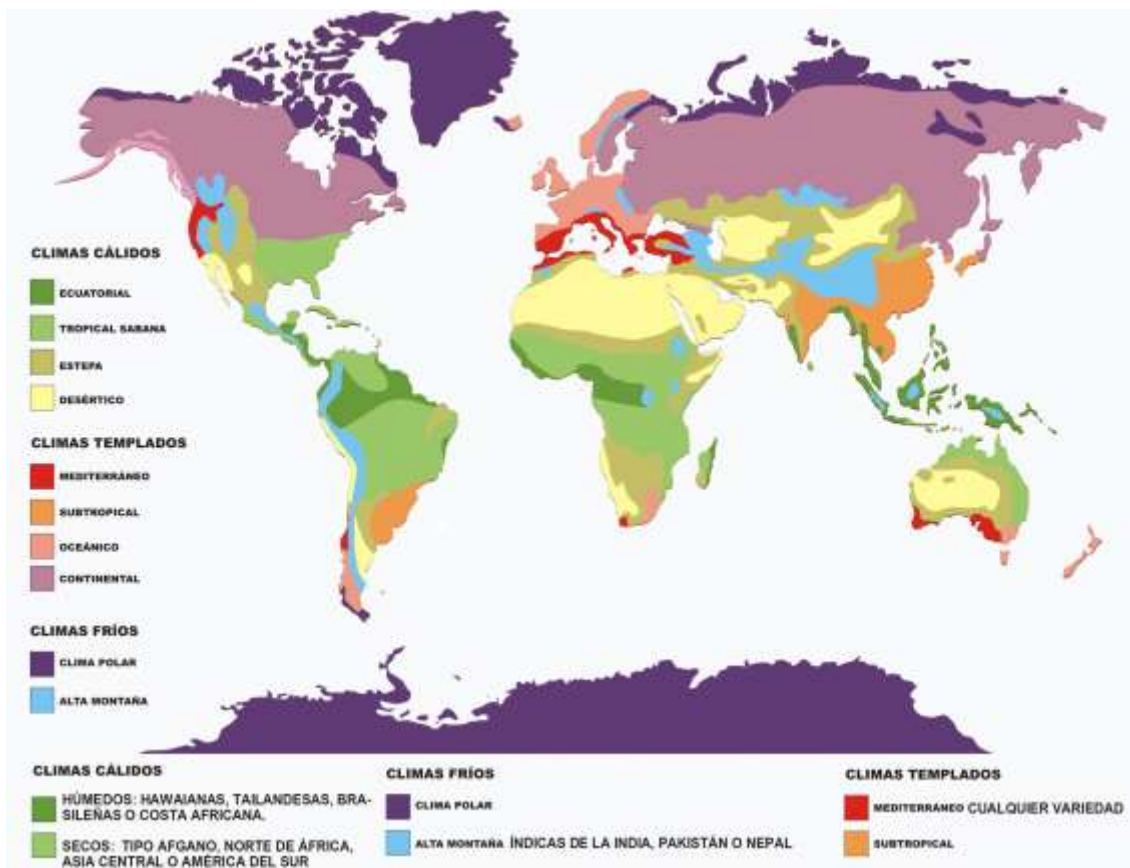 CLIMAS CÁLIDOS
ECUATORIAL
TROPICAL SABANA
ESTEPA
DESÉRTICO
CLIMAS TEMPLADOS
MEDITERRÁNEO
SUBTROPICAL
OCEÁNICO
CONTINENTAL
CLIMAS FRÍOS
CLIMA POLAR
ALTA MONTAÑA
CLIMAS CÁLIDOS
HÚMEDOS: HAWAIANAS, TAILANDESAS, BRA-
SILEÑAS O COSTA AFRICANA.
SECOS: TIPO AFGANO, NORTE DE ÁFRICA,
ASIA CENTRAL O AMÉRICA DEL SUR
CLIMAS FRÍOS
CLIMA POLAR
ALTA MONTAÑA ÍNDICAS DE LA INDIA, PAKISTÁN O NEPAL
CLIMAS TEMPLADOS
MEDITERRÁNEO CUALQUIER VARIEDAD
SUBTROPICAL